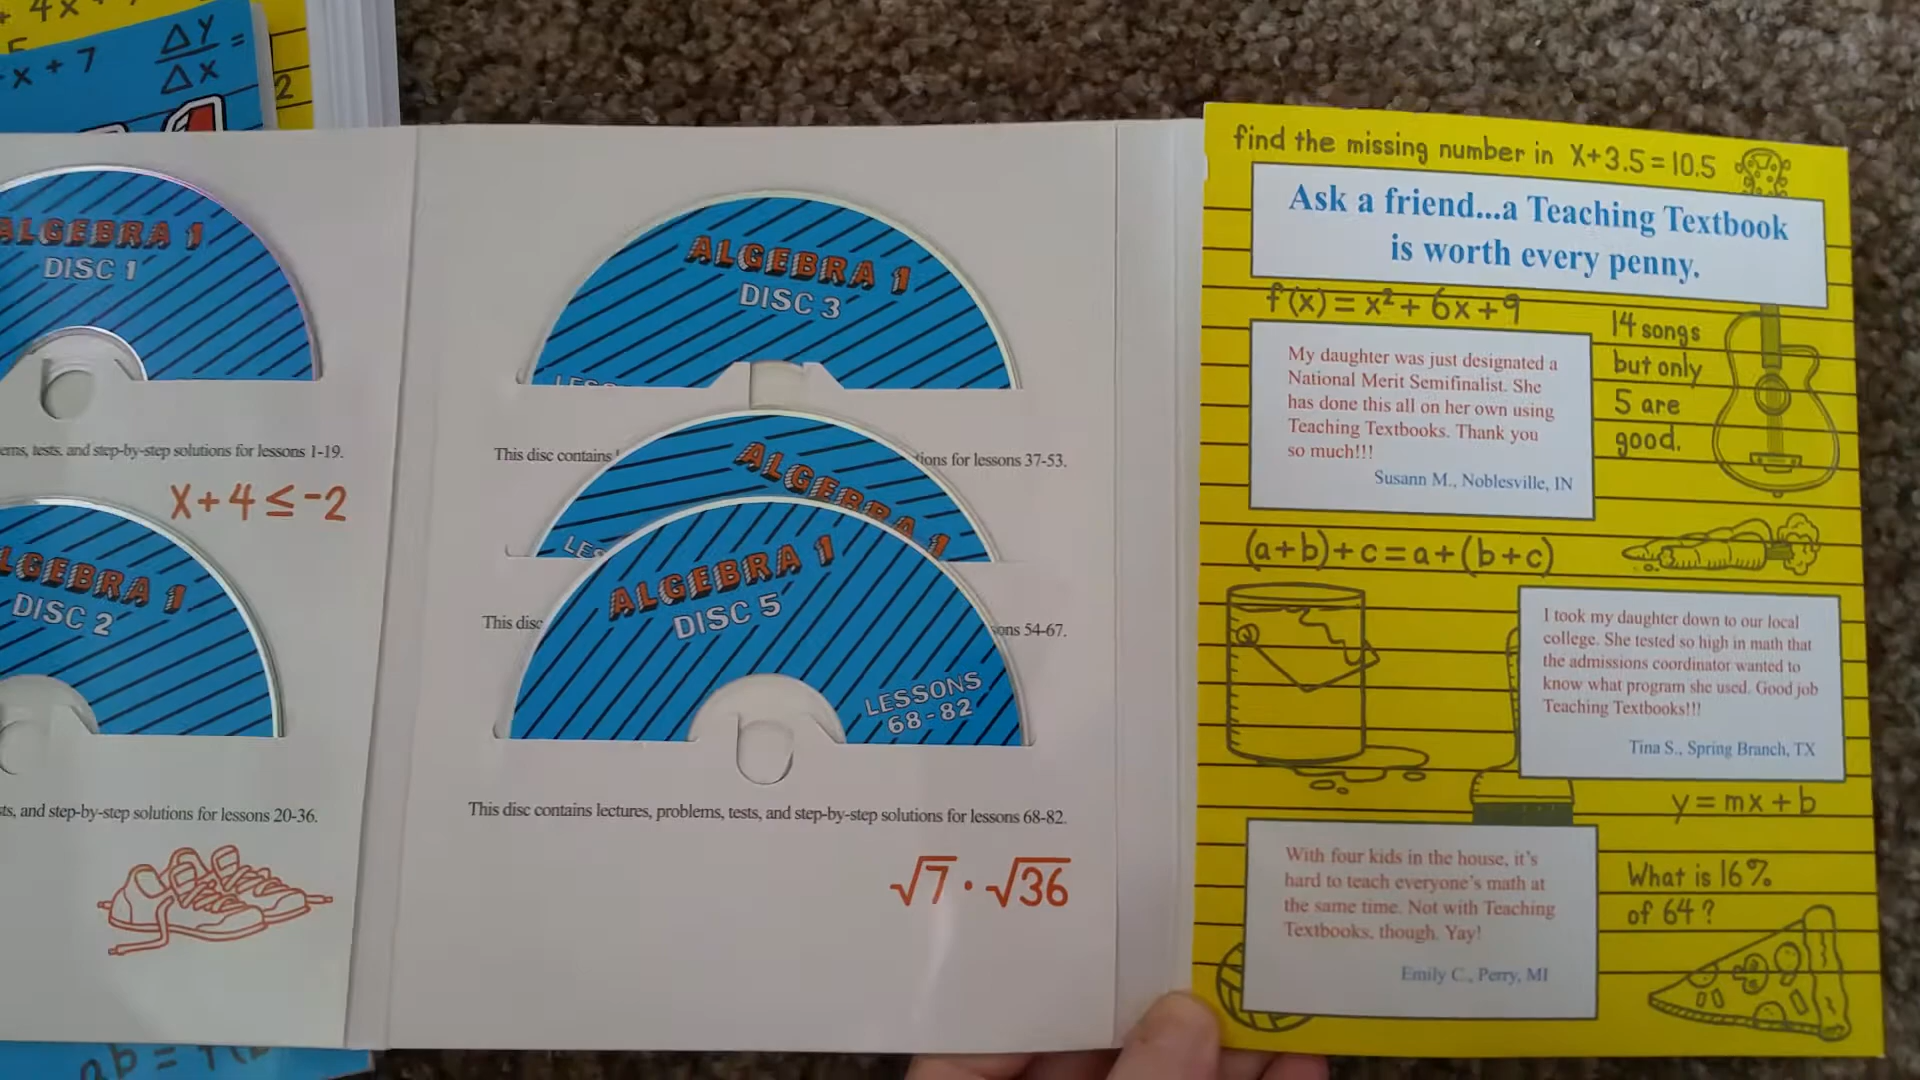 x + 7
ΔY
ΔX
=
2
ALGEBRA 1
DISC 1
tests, and step-by-step solutions for lessons 1-19.
X+4≤-2
ALGEBRA 1
DISC 2
and step-by-step solutions for lessons 20-36.
ALGEBRA 1
DISC 3
This disc contains
for lessons 37-53.
ALGEBRA 1
This disc
54-67.
ALGEBRA 1
DISC 5
LESSONS
68-82
This disc contains lectures, problems, tests, and step-by-step solutions for lessons 68-82.
√7 · √36
find the missing number in X+3.5=10.5
Ask a friend...a Teaching Textbook
is worth every penny.
f(x) = x² + 6x + 9
14 songs
but only
5 are
good.
My daughter was just designated a
National Merit Semifinalist. She
has done this all on her own using
Teaching Textbooks. Thank you
so much!!!
Susann M., Noblesville, IN
(a+b)+c=a+(b+c)
I took my daughter down to our local
college. She tested so high in math that
the admissions coordinator wanted to
know what program she used. Good job
Teaching Textbooks!!!
Tina S., Spring Branch, TX
y=mx+b
With four kids in the house, it's
hard to teach everyone's math at
the same time. Not with Teaching
Textbooks, though. Yay!
Emily C., Perry, MI
What is 16%
of 64?